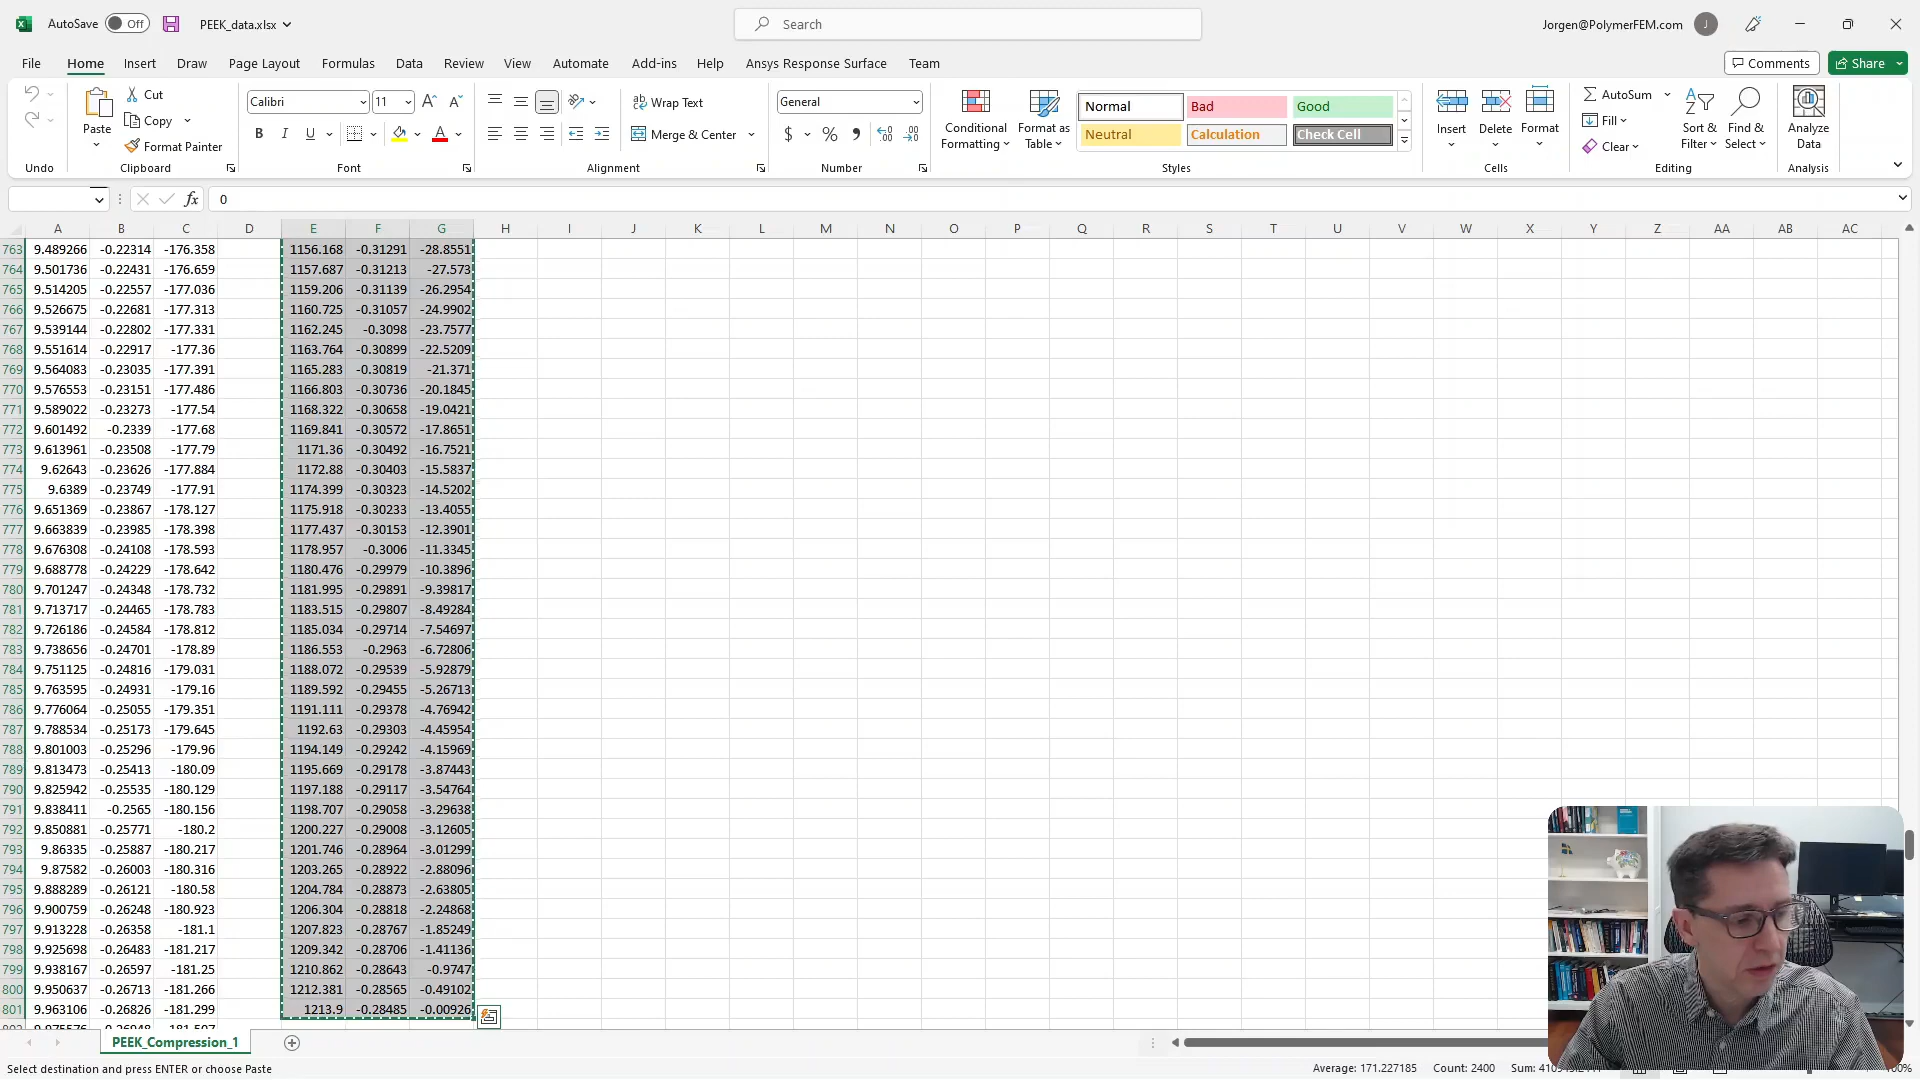 AutoSave Off PEEK_data.xlsx Search Jorgen@PolymerFEM.com J
File Home Insert Draw Page Layout Formulas Data Review View Automate Add-ins Help Ansys Response Surface Team Comments Share
Cut Calibri 11 Wrap Text General Normal Bad Good AutoSum
Paste Copy Conditional Formatting Format as Table Insert Delete Format Fill Sort & Filter Find & Select Analyze Data
Format Painter B I U Merge & Center $ % Neutral Calculation Check Cell Clear
Undo Clipboard Font Alignment Number Styles Cells Editing Analysis
fx 0
A B C D E F G H I J K L M N O P Q R S T U V W X Y Z AA AB AC
763 9.489266 -0.22314 -176.358 1156.168 -0.31291 -28.8551
764 9.501736 -0.22431 -176.659 1157.687 -0.31213 -27.573
765 9.514205 -0.22557 -177.036 1159.206 -0.31139 -26.2954
766 9.526675 -0.22681 -177.313 1160.725 -0.31057 -24.9902
767 9.539144 -0.22802 -177.331 1162.245 -0.3098 -23.7577
768 9.551614 -0.22917 -177.36 1163.764 -0.30899 -22.5209
769 9.564083 -0.23035 -177.391 1165.283 -0.30819 -21.371
770 9.576553 -0.23151 -177.486 1166.803 -0.30736 -20.1845
771 9.589022 -0.23273 -177.54 1168.322 -0.30658 -19.0421
772 9.601492 -0.2339 -177.68 1169.841 -0.30572 -17.8651
773 9.613961 -0.23508 -177.79 1171.36 -0.30492 -16.7521
774 9.62643 -0.23626 -177.884 1172.88 -0.30403 -15.5837
775 9.6389 -0.23749 -177.91 1174.399 -0.30323 -14.5202
776 9.651369 -0.23867 -178.127 1175.918 -0.30233 -13.4055
777 9.663839 -0.23985 -178.398 1177.437 -0.30153 -12.3901
778 9.676308 -0.24108 -178.593 1178.957 -0.3006 -11.3345
779 9.688778 -0.24229 -178.642 1180.476 -0.29979 -10.3896
780 9.701247 -0.24348 -178.732 1181.995 -0.29891 -9.39817
781 9.713717 -0.24465 -178.783 1183.515 -0.29807 -8.49284
782 9.726186 -0.24584 -178.812 1185.034 -0.29714 -7.54697
783 9.738656 -0.24701 -178.89 1186.553 -0.2963 -6.72806
784 9.751125 -0.24816 -179.031 1188.072 -0.29539 -5.92879
785 9.763595 -0.24931 -179.16 1189.592 -0.29455 -5.26713
786 9.776064 -0.25055 -179.351 1191.111 -0.29378 -4.76942
787 9.788534 -0.25173 -179.645 1192.63 -0.29303 -4.45954
788 9.801003 -0.25296 -179.96 1194.149 -0.29242 -4.15969
789 9.813473 -0.25413 -180.09 1195.669 -0.29178 -3.87443
790 9.825942 -0.25535 -180.129 1197.188 -0.29117 -3.54764
791 9.838411 -0.2565 -180.156 1198.707 -0.29058 -3.29638
792 9.850881 -0.25771 -180.2 1200.227 -0.29008 -3.12605
793 9.86335 -0.25887 -180.217 1201.746 -0.28964 -3.01299
794 9.87582 -0.26003 -180.316 1203.265 -0.28922 -2.88096
795 9.888289 -0.26121 -180.58 1204.784 -0.28873 -2.63805
796 9.900759 -0.26248 -180.923 1206.304 -0.28818 -2.24868
797 9.913228 -0.26358 -181.1 1207.823 -0.28767 -1.85249
798 9.925698 -0.26483 -181.217 1209.342 -0.28706 -1.41136
799 9.938167 -0.26597 -181.25 1210.862 -0.28643 -0.9747
800 9.950637 -0.26713 -181.266 1212.381 -0.28565 -0.49102
801 9.963106 -0.26826 -181.299 1213.9 -0.28485 -0.00926
PEEK_Compression_1
Select destination and press ENTER or choose Paste Average: 171.227185 Count: 2400 Sum: